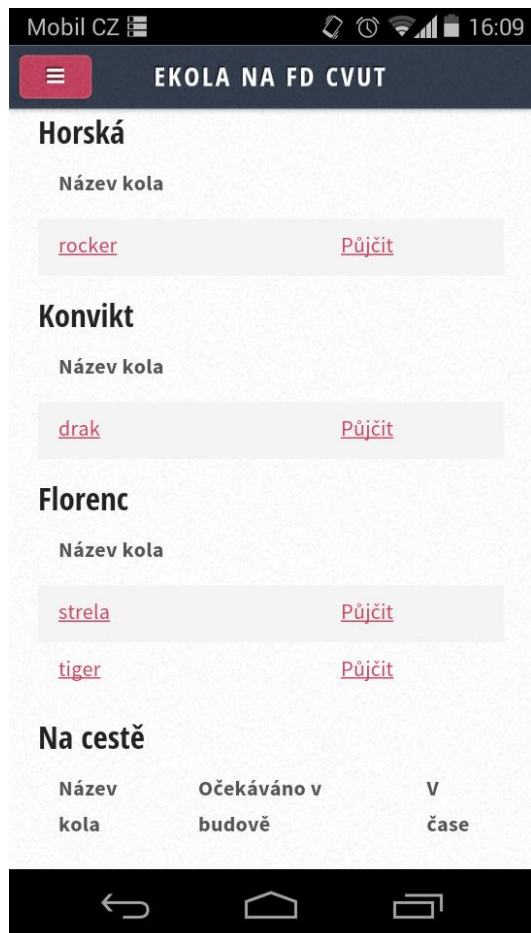 Mobil CZ 16:09
EKOLA NA FD CVUT
Horská
Název kola
rocker Půjčit
Konvikt
Název kola
drak Půjčit
Florenc
Název kola
strela Půjčit
tiger Půjčit
Na cestě
Název Očekáváno v V
kola budově čase